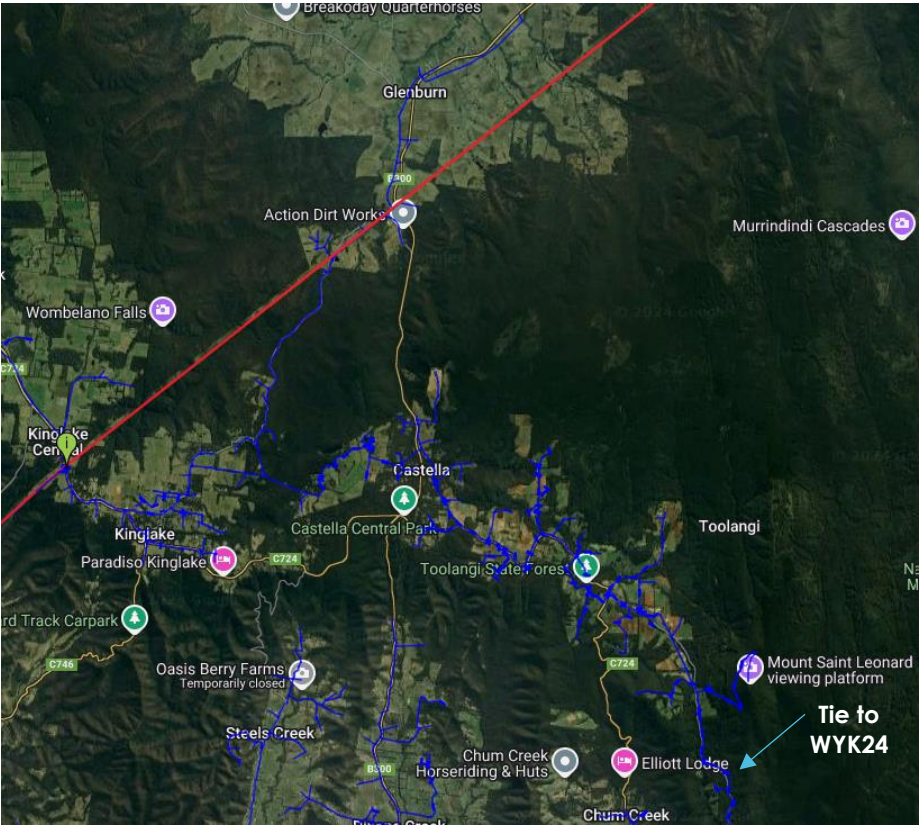 Breakoday Quarterhorses
Glenburn
B300
Action Dirt Works
Murrindindi Cascades
Wombelano Falls
© 2024 Google
C724
Kinglake
Central
Castella
Castella Central Park
Kinglake
Toolangi
Paradiso Kinglake
C724
Toolangi State Forest
rd Track Carpark
C746
Oasis Berry Farms
Temporarily closed
C724
Mount Saint Leonard
viewing platform
Tie to
WYK24
Steels Creek
B300
Chum Creek
Horseriding & Huts
Elliott Lodge
Chum Creek